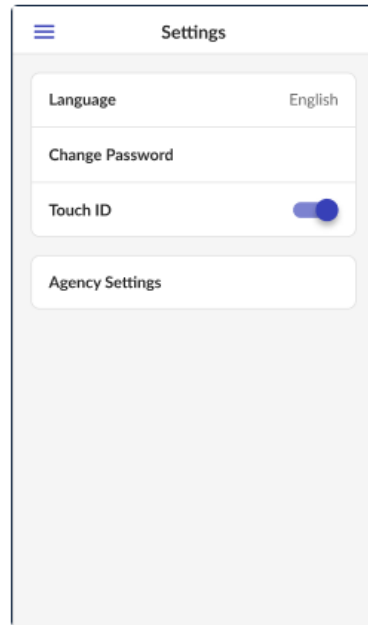 Settings
Language English
Change Password
Touch ID
Agency Settings